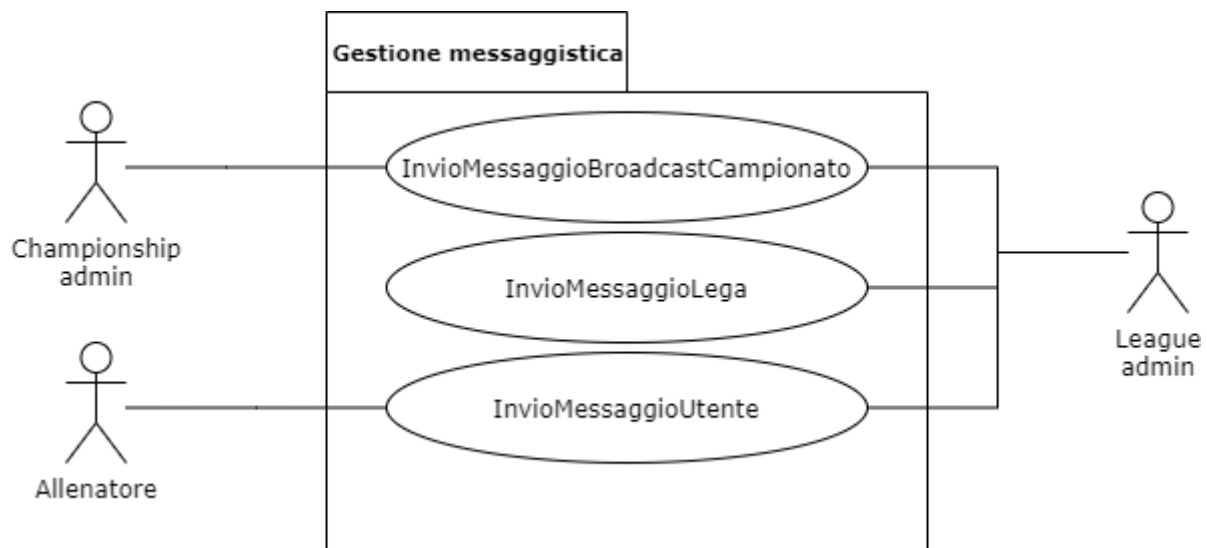 Gestione messaggistica
InvioMessaggioBroadcastCampionato
Championship
admin
InvioMessaggioLega
League
admin
InvioMessaggioUtente
Allenatore